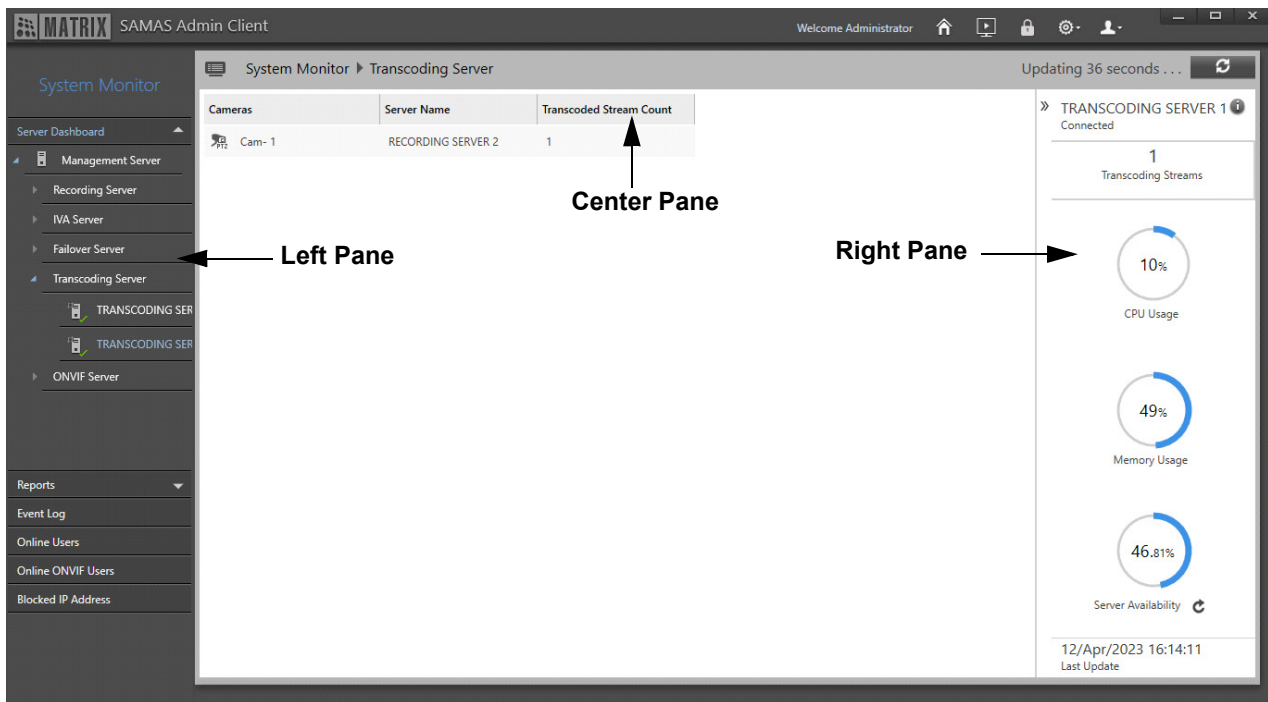 MATRIX SAMAS Admin Client
Welcome Administrator
System Monitor
System Monitor Transcoding Server
Updating 36 seconds . . .
Server Dashboard
Management Server
Recording Server
IVA Server
Failover Server
Transcoding Server
TRANSCODING SER
TRANSCODING SER
ONVIF Server
Reports
Event Log
Online Users
Online ONVIF Users
Blocked IP Address
Cameras Server Name Transcoded Stream Count
PTZ Cam- 1 RECORDING SERVER 2 1
Center Pane
Left Pane
Right Pane
TRANSCODING SERVER 1
Connected
1
Transcoding Streams
10%
CPU Usage
49%
Memory Usage
46.81%
Server Availability
12/Apr/2023 16:14:11
Last Update